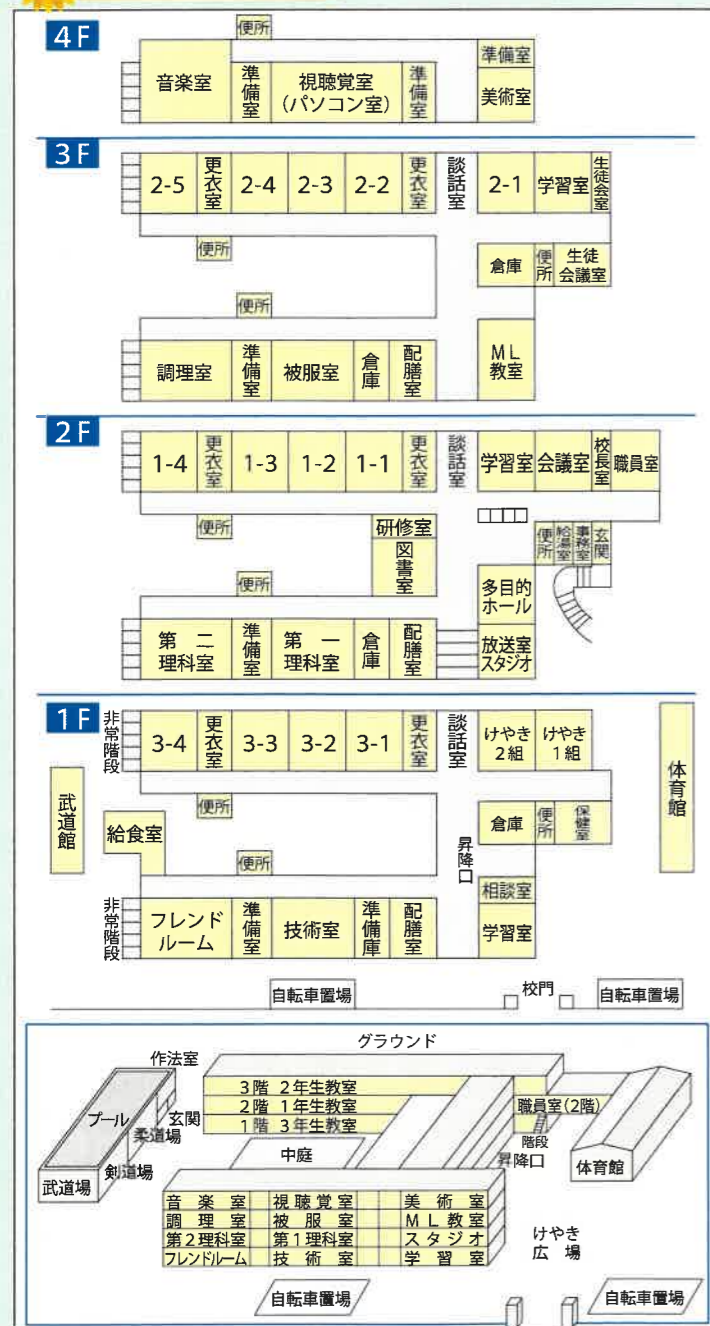 4F
便所
音楽室
準備室
視聴覚室
(パソコン室)
準備室
準備室
美術室
3F
2-5
更衣室
2-4
2-3
2-2
更衣室
談話室
2-1
学習室
生徒会室
便所
倉庫
便所
生徒
会議室
便所
調理室
準備室
被服室
倉庫
配膳室
ML
教室
2F
1-4
更衣室
1-3
1-2
1-1
更衣室
談話室
学習室
会議室
校長室
職員室
便所
研修室
図書室
便所
給湯室
事務室
玄関
便所
多目的
ホール
第二
理科室
準備室
第一
理科室
倉庫
配膳室
放送室
スタジオ
1F
非常階段
3-4
更衣室
3-3
3-2
3-1
更衣室
談話室
けやき
2組
けやき
1組
体育館
武道館
給食室
便所
便所
昇降口
倉庫
便所
保健室
相談室
非常階段
フレンド
ルーム
準備室
技術室
準備庫
配膳室
学習室
自転車置場
校門
自転車置場
グラウンド
作法室
プール
玄関
柔道場
剣道場
武道場
3階 2年生教室
2階 1年生教室
1階 3年生教室
中庭
職員室(2階)
階段
昇降口
体育館
音楽室
視聴覚室
美術室
調理室
被服室
ML教室
第2理科室
第1理科室
スタジオ
フレンドルーム
技術室
学習室
けやき
広場
自転車置場
自転車置場